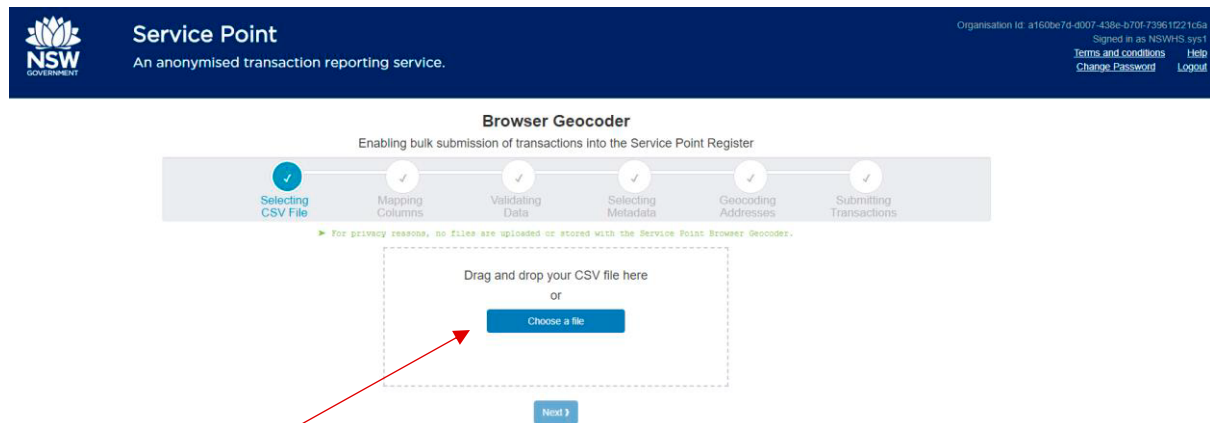 NSW
GOVERNMENT
Service Point
An anonymised transaction reporting service.
Organisation Id: a160be7d-d007-438e-b70f-73961f221c6a
Signed in as NSWHS.sys1
Terms and conditions Help
Change Password Logout
Browser Geocoder
Enabling bulk submission of transactions into the Service Point Register
Selecting CSV File
Mapping Columns
Validating Data
Selecting Metadata
Geocoding Addresses
Submitting Transactions
➤ For privacy reasons, no files are uploaded or stored with the Service Point Browser Geocoder.
Drag and drop your CSV file here
or
Choose a file
Next ❯